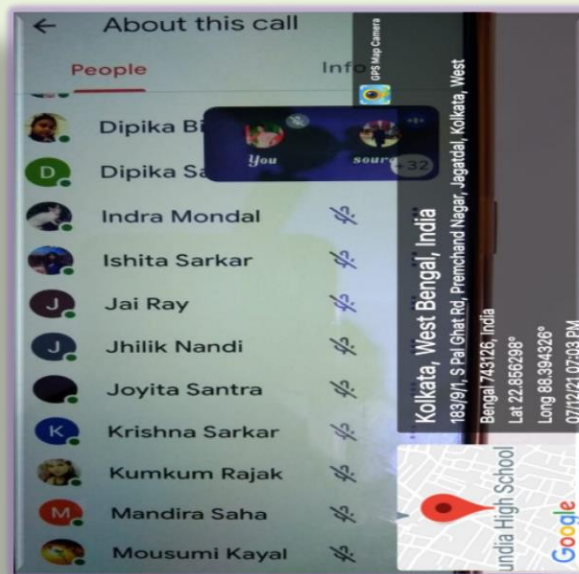 About this call
People
Info
Dipika Bi
You
sourc
Dipika Sa
+32
Indra Mondal
Ishita Sarkar
J
Jai Ray
J
Jhilik Nandi
Joyita Santra
K
Krishna Sarkar
Kumkum Rajak
M
Mandira Saha
Mousumi Kayal
D
GPS Map Camera
Kolkata, West Bengal, India
183/9/1, S Pal Ghat Rd, Premchand Nagar, Jagatdal, Kolkata, West
Bengal 743126, India
Lat 22.856298°
Long 88.394326°
07/12/21 07:03 PM
undia High School
Google